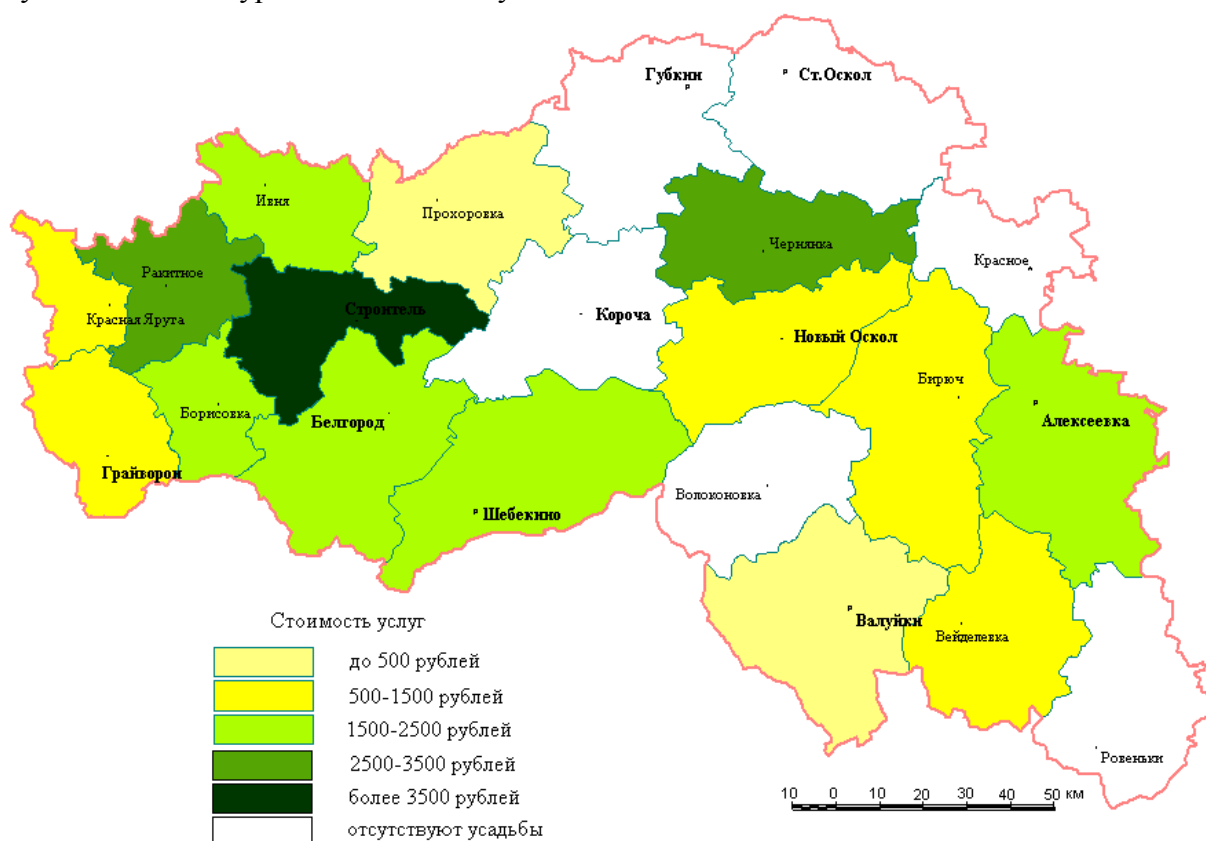 Губкин
Ст.Оскол
Ивня
Прохоровка
Чернянка
Красное
Ракитное
Красная Яруга
Строитель
Короча
Новый Оскол
Бирюч
Борисовка
Белгород
Алексеевка
Грайворон
Волоконовка
Шебекино
Валуйки
Вейделевка
Ровеньки
Стоимость услуг
до 500 рублей
500-1500 рублей
1500-2500 рублей
2500-3500 рублей
более 3500 рублей
отсутствуют усадьбы
10 0 10 20 30 40 50 км